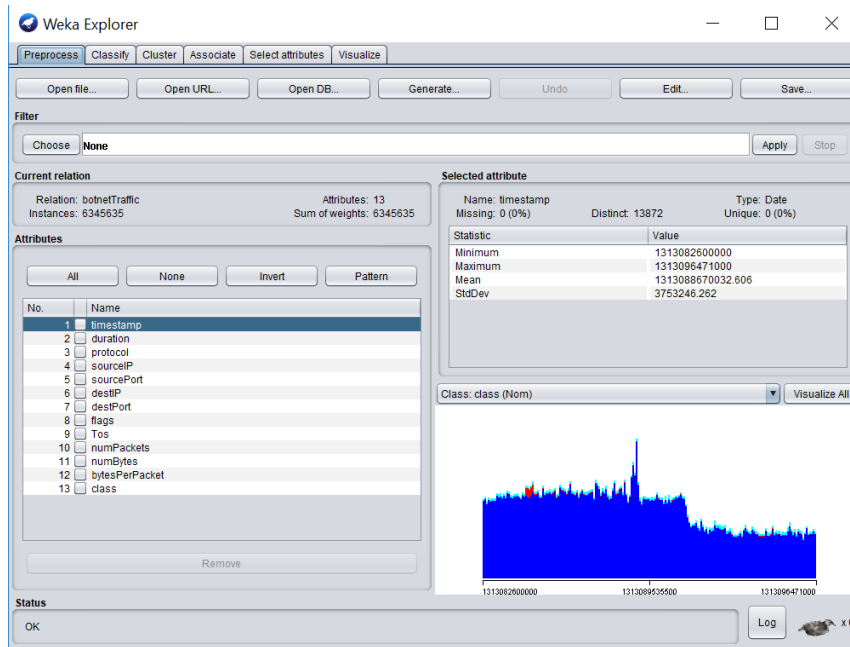 Weka Explorer
Preprocess Classify Cluster Associate Select attributes Visualize
Open file... Open URL... Open DB... Generate... Undo Edit... Save...
Filter
Choose None Apply Stop
Current relation
Relation: botnetTraffic Attributes: 13
Instances: 6345635 Sum of weights: 6345635
Attributes
All None Invert Pattern
No. Name
1 timestamp
2 duration
3 protocol
4 sourceIP
5 sourcePort
6 destIP
7 destPort
8 flags
9 Tos
10 numPackets
11 numBytes
12 bytesPerPacket
13 class
Remove
Selected attribute
Name: timestamp Type: Date
Missing: 0 (0%) Distinct: 13872 Unique: 0 (0%)
Statistic Value
Minimum 1313082600000
Maximum 1313096471000
Mean 1313088670032.606
StdDev 3753246.262
Class: class (Nom) Visualize All
1313082600000 1313089535500 1313096471000
Status
OK Log x